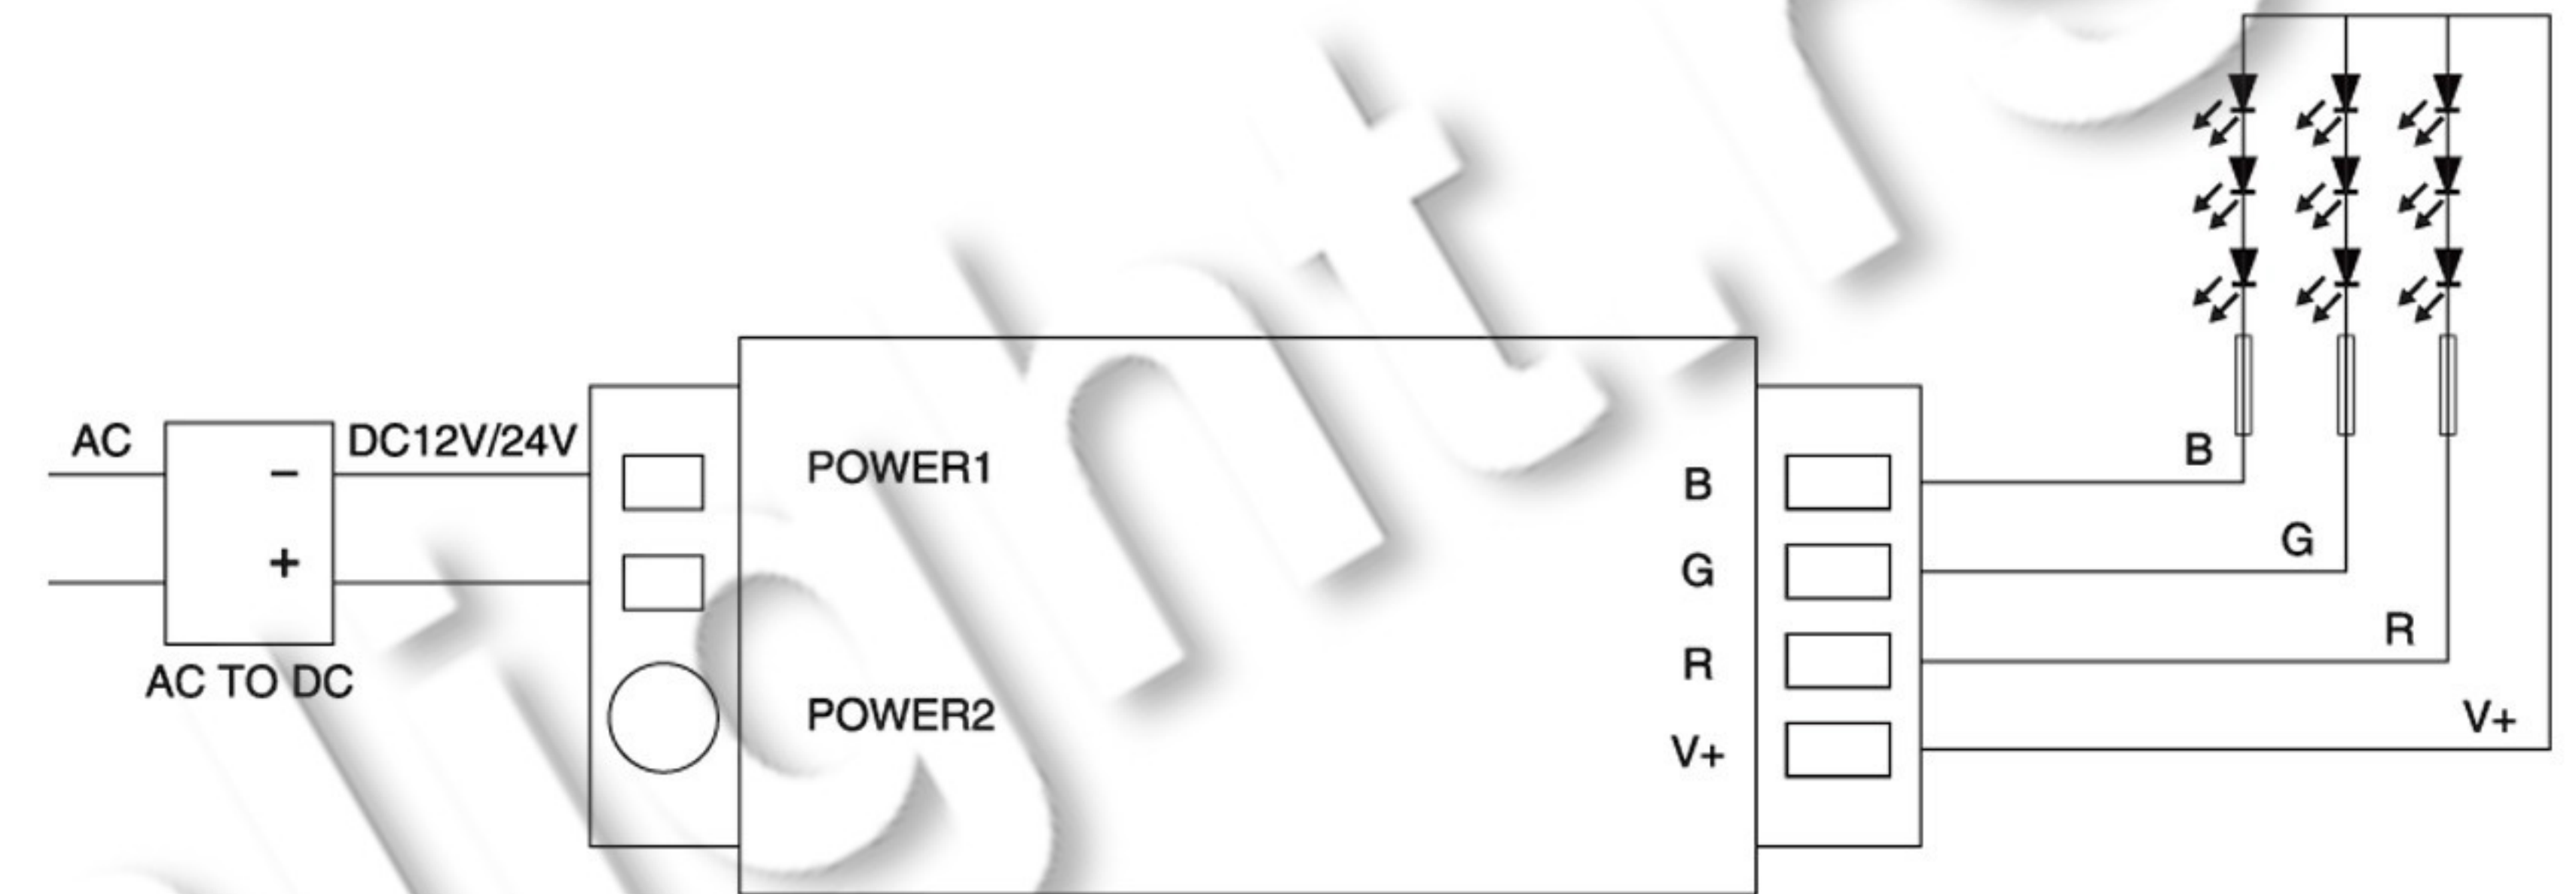 AC
DC12V/24V
−
+
AC TO DC
POWER1
POWER2
B
G
R
V+
B
G
R
V+